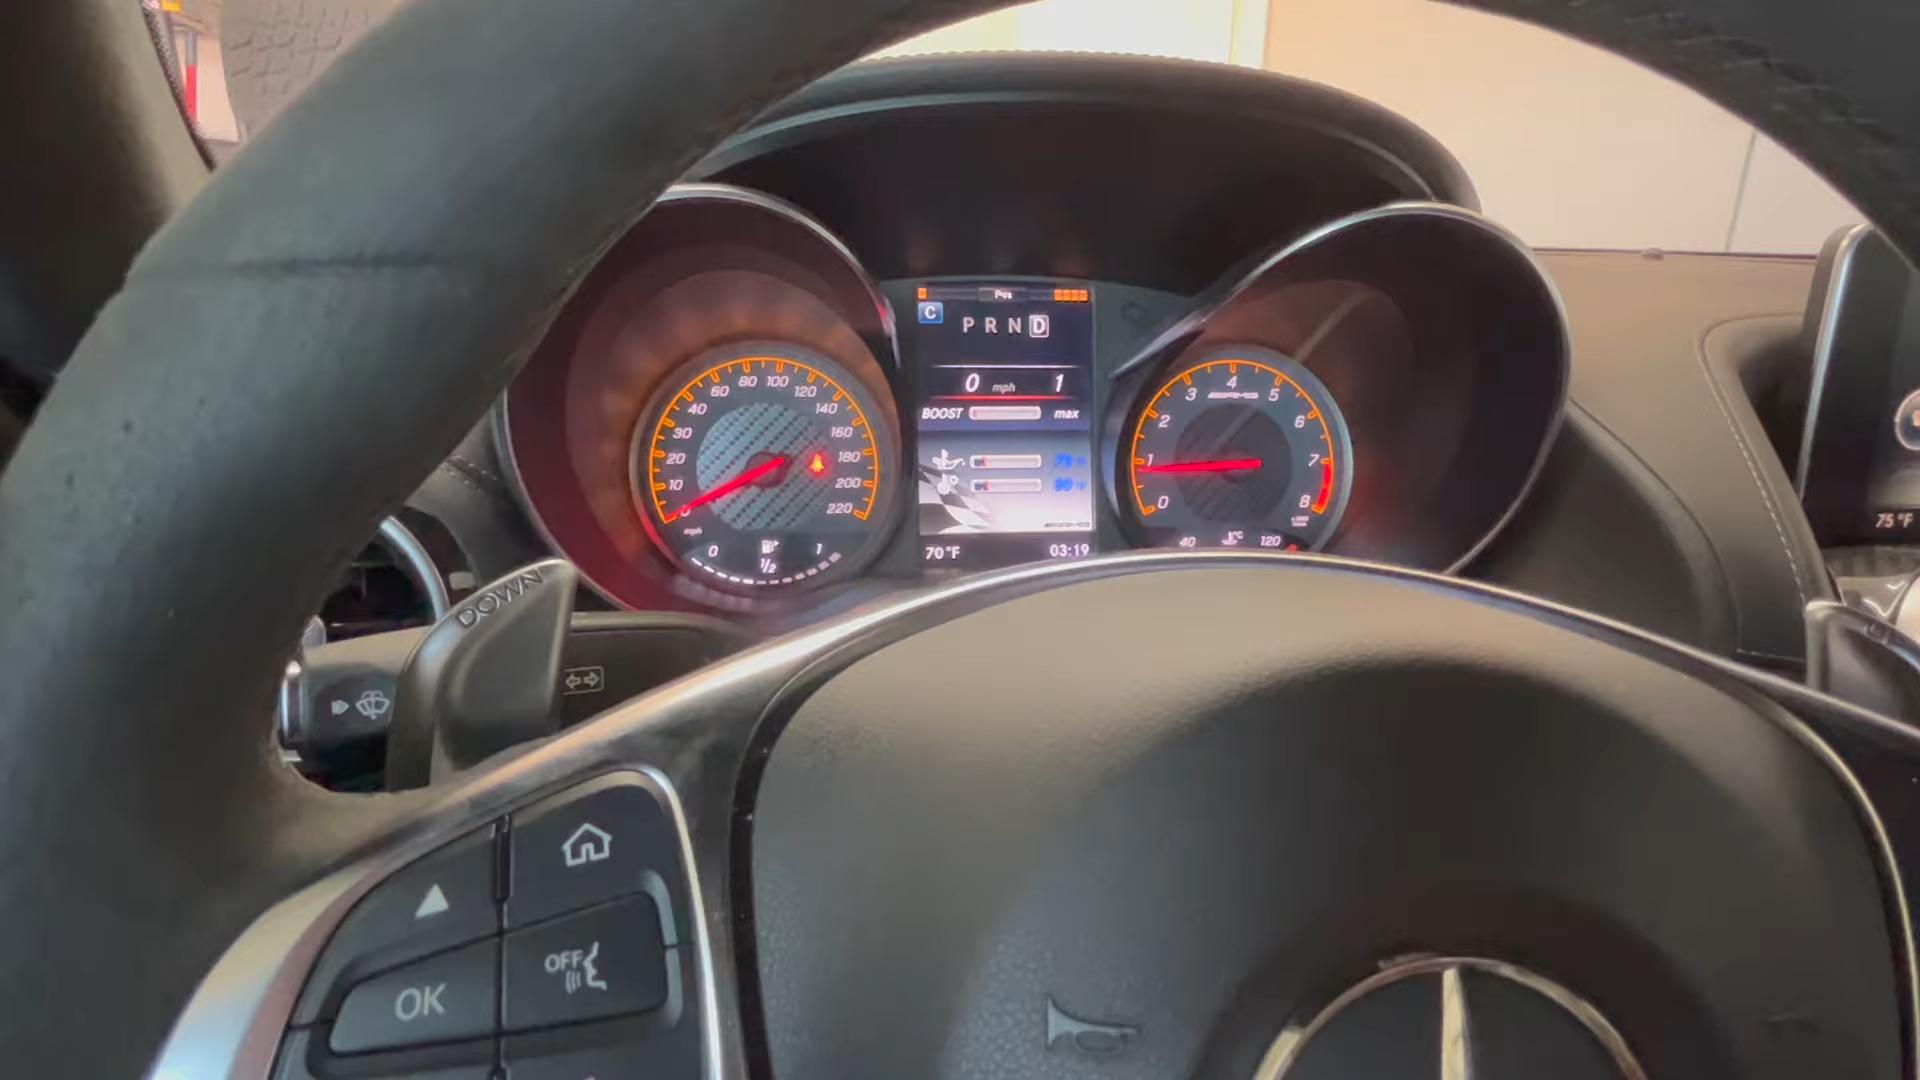 C
P R N D
0 mph 1
BOOST max
AMG
70°F 03:19
0 10 20 30 40 60 80 100 120 140 160 180 200 220
mph
0 1/2 1
0 1 2 3 4 5 6 7 8
AMG
40 °C 120
75 °F
DOWN
OFF
OK